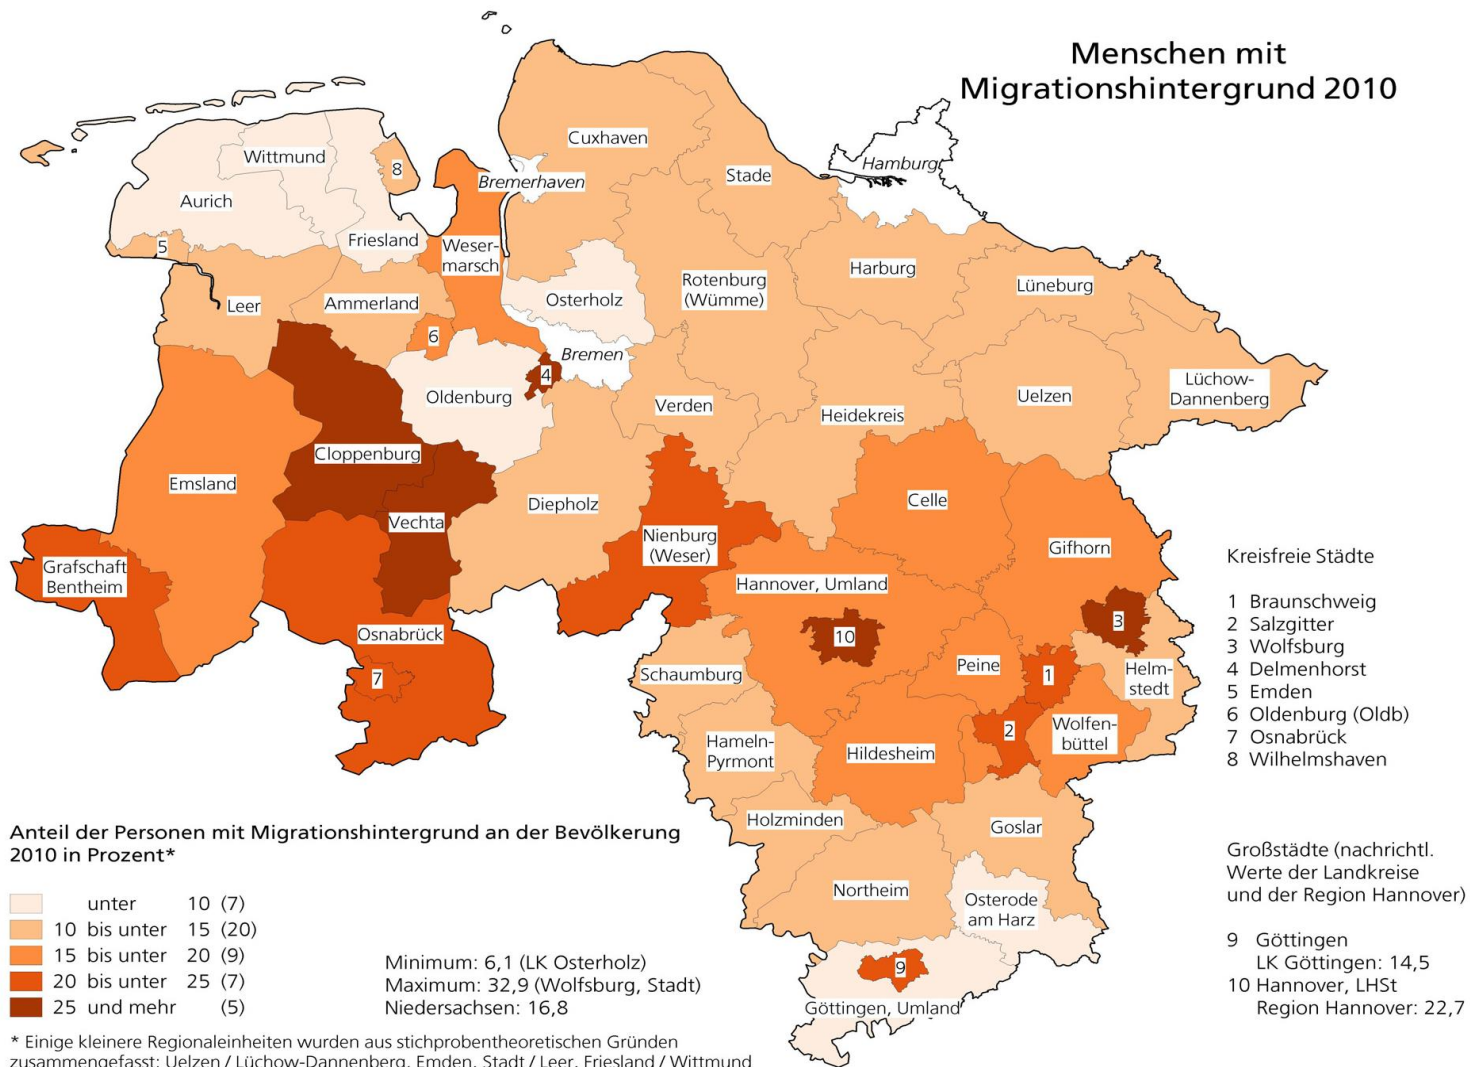 Menschen mit
Migrationshintergrund 2010
Cuxhaven
Wittmund
8
Hamburg
Stade
Bremerhaven
Aurich
Friesland
5
Weser-
marsch
Harburg
Rotenburg
(Wümme)
Lüneburg
Osterholz
Leer
Ammerland
6
Bremen
4
Lüchow-
Dannenberg
Oldenburg
Uelzen
Verden
Heidekreis
Cloppenburg
Emsland
Diepholz
Celle
Vechta
Nienburg
(Weser)
Gifhorn
Grafschaft
Bentheim
Hannover, Umland
3
Osnabrück
10
Peine
7
Schaumburg
1
Helm-
stedt
2
Wolfen-
büttel
Hameln-
Pyrmont
Hildesheim
Holzminden
Goslar
Northeim
Osterode
am Harz
9
Göttingen, Umland
Kreisfreie Städte
1 Braunschweig
2 Salzgitter
3 Wolfsburg
4 Delmenhorst
5 Emden
6 Oldenburg (Oldb)
7 Osnabrück
8 Wilhelmshaven
Großstädte (nachrichtl.
Werte der Landkreise
und der Region Hannover)
9 Göttingen
LK Göttingen: 14,5
10 Hannover, LHSt
Region Hannover: 22,7
Anteil der Personen mit Migrationshintergrund an der Bevölkerung
2010 in Prozent*
unter 10 (7)
10 bis unter 15 (20)
15 bis unter 20 (9)
20 bis unter 25 (7)
25 und mehr (5)
Minimum: 6,1 (LK Osterholz)
Maximum: 32,9 (Wolfsburg, Stadt)
Niedersachsen: 16,8
* Einige kleinere Regionaleinheiten wurden aus stichprobentheoretischen Gründen
zusammengefasst: Uelzen / Lüchow-Dannenberg, Emden, Stadt / Leer, Friesland / Wittmund